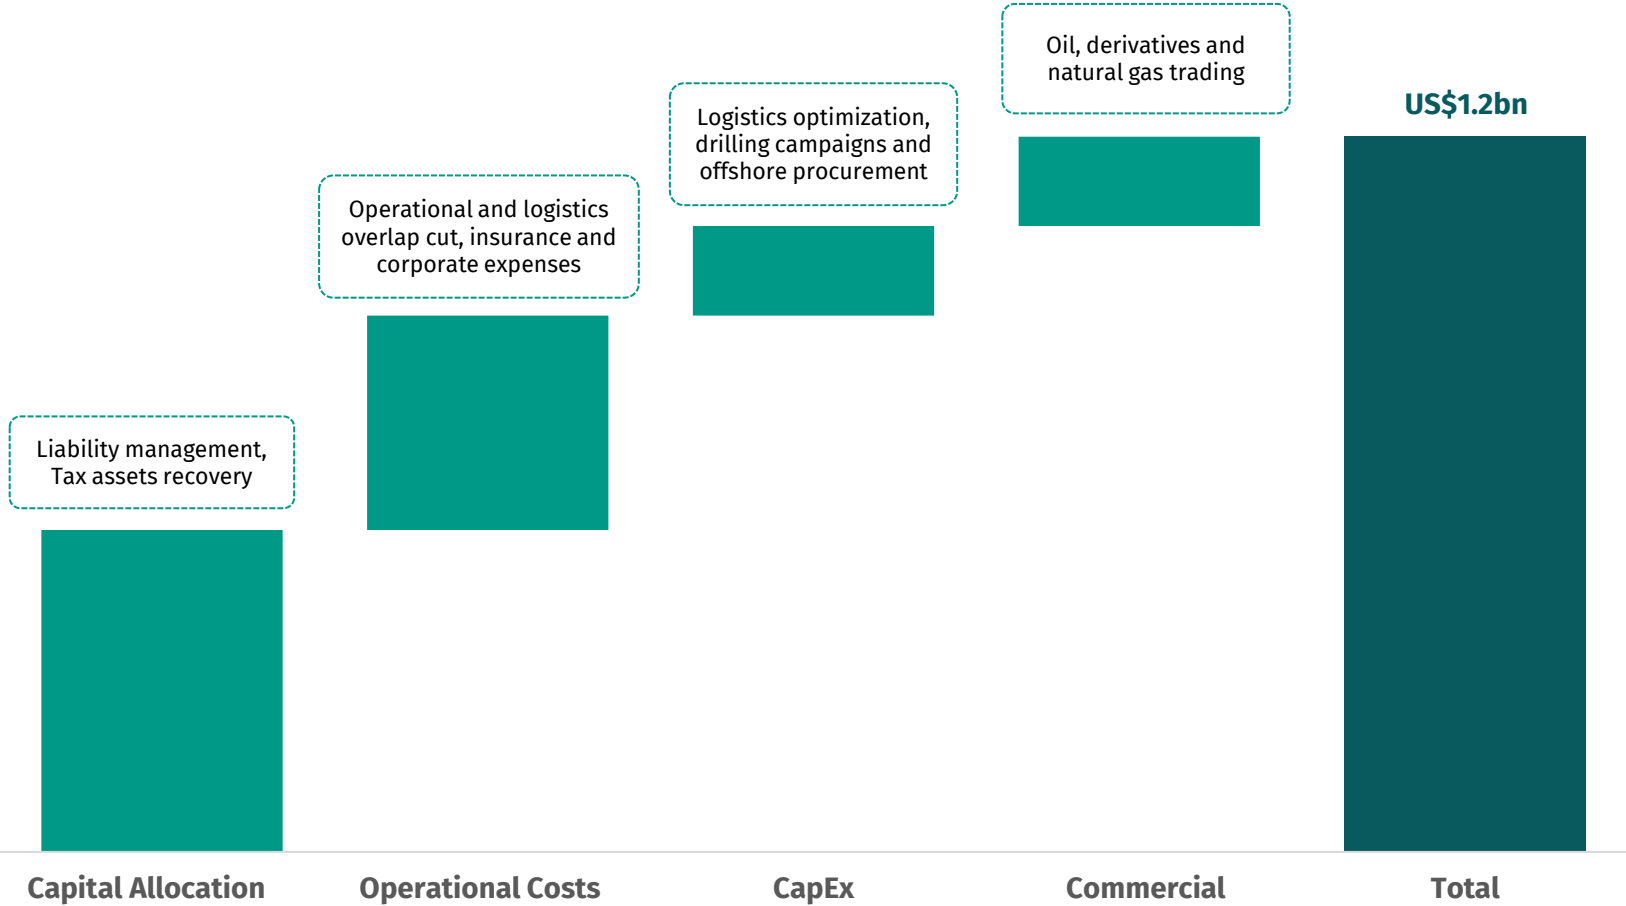 Oil, derivatives and
natural gas trading
US$1.2bn
Logistics optimization,
drilling campaigns and
offshore procurement
Operational and logistics
overlap cut, insurance and
corporate expenses
Liability management,
Tax assets recovery
Capital Allocation
Operational Costs
CapEx
Commercial
Total